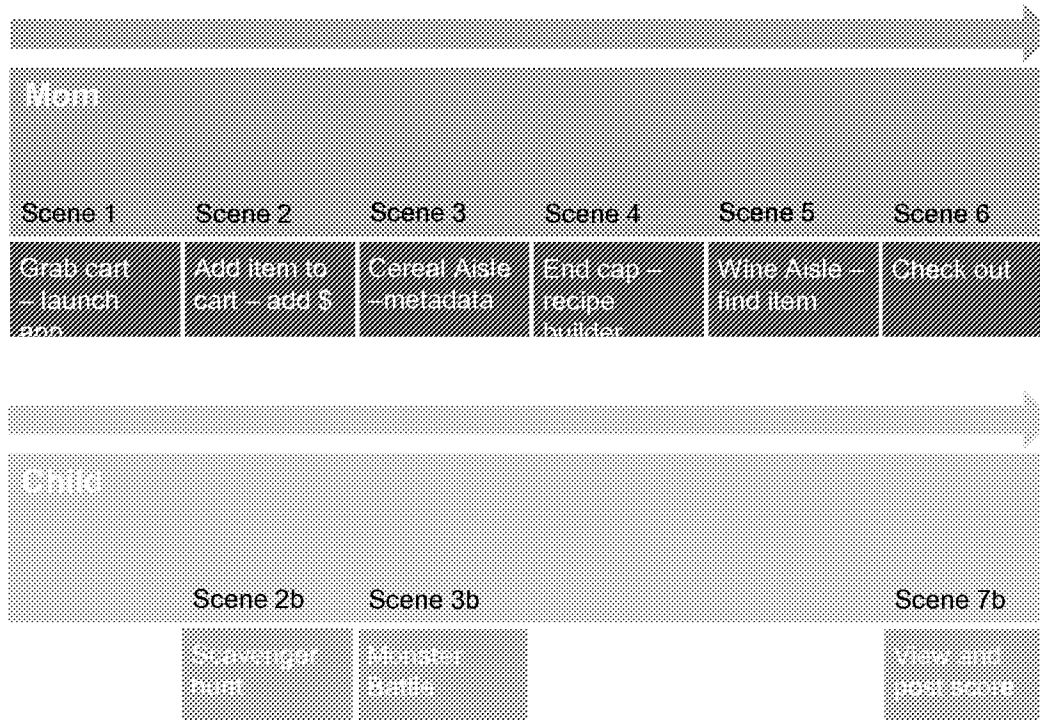 Mom
Scene 1 Scene 2 Scene 3 Scene 4 Scene 5 Scene 6
Grab cart
– launch
app
Add item to
cart – add $
Cereal Aisle
–metadata
End cap –
recipe
builder
Wine Aisle –
find item
Check out
Child
Scene 2b Scene 3b Scene 7b
Scavenger
hunt
Monster
Battle
View and
post score